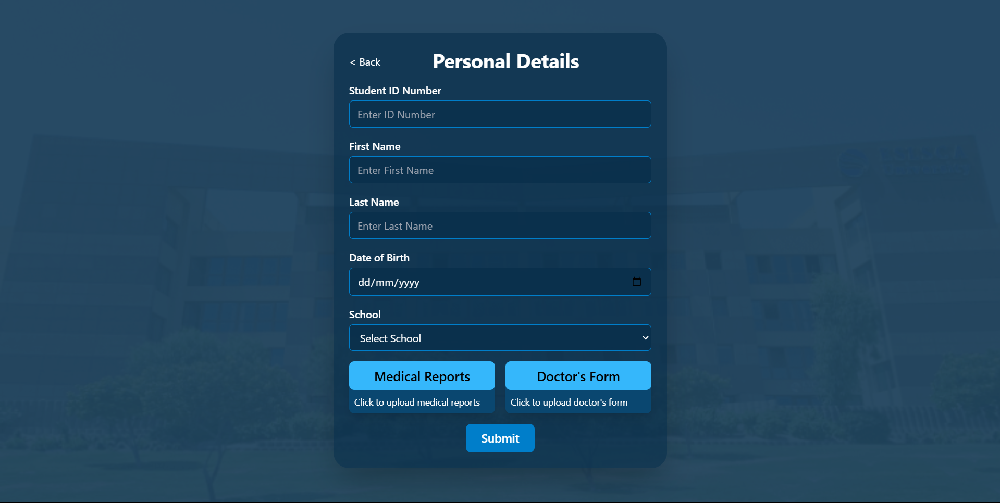 < Back
Personal Details
Student ID Number
Enter ID Number
First Name
Enter First Name
Last Name
Enter Last Name
Date of Birth
dd/mm/yyyy
School
Select School
Medical Reports
Doctor's Form
Click to upload medical reports
Click to upload doctor's form
Submit